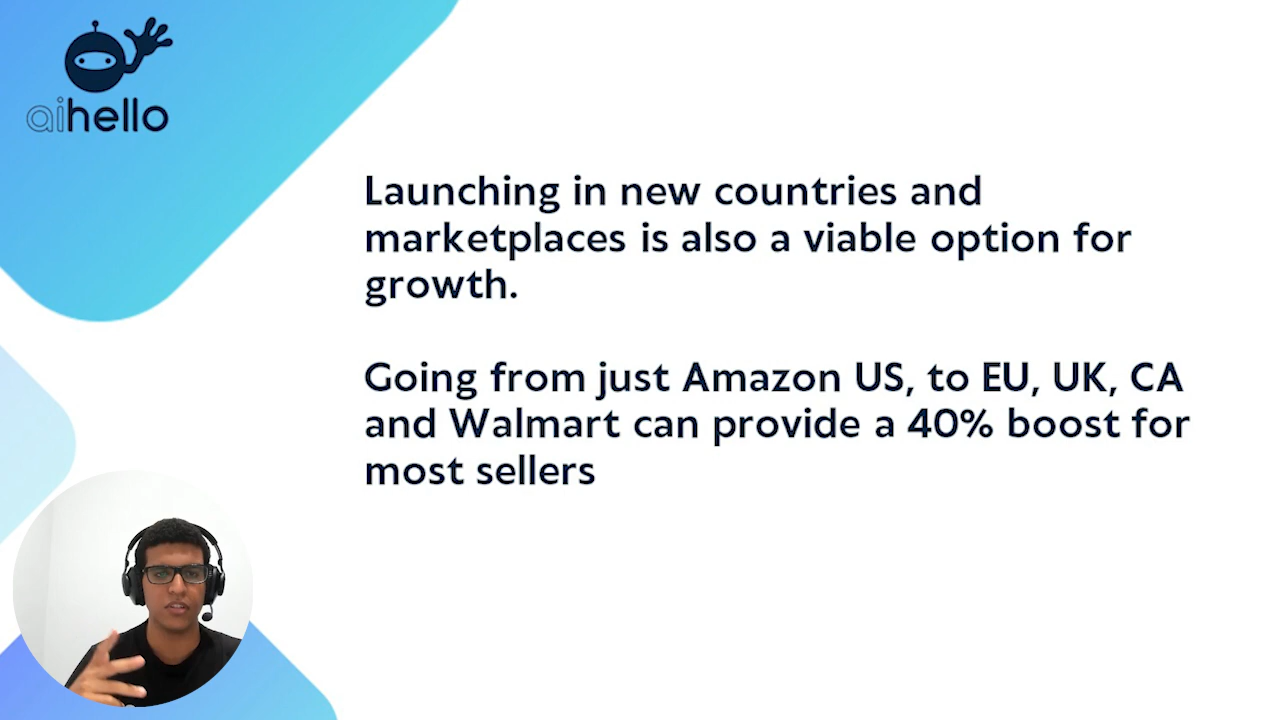 aihello
Launching in new countries and
marketplaces is also a viable option for
growth.
Going from just Amazon US, to EU, UK, CA
and Walmart can provide a 40% boost for
most sellers